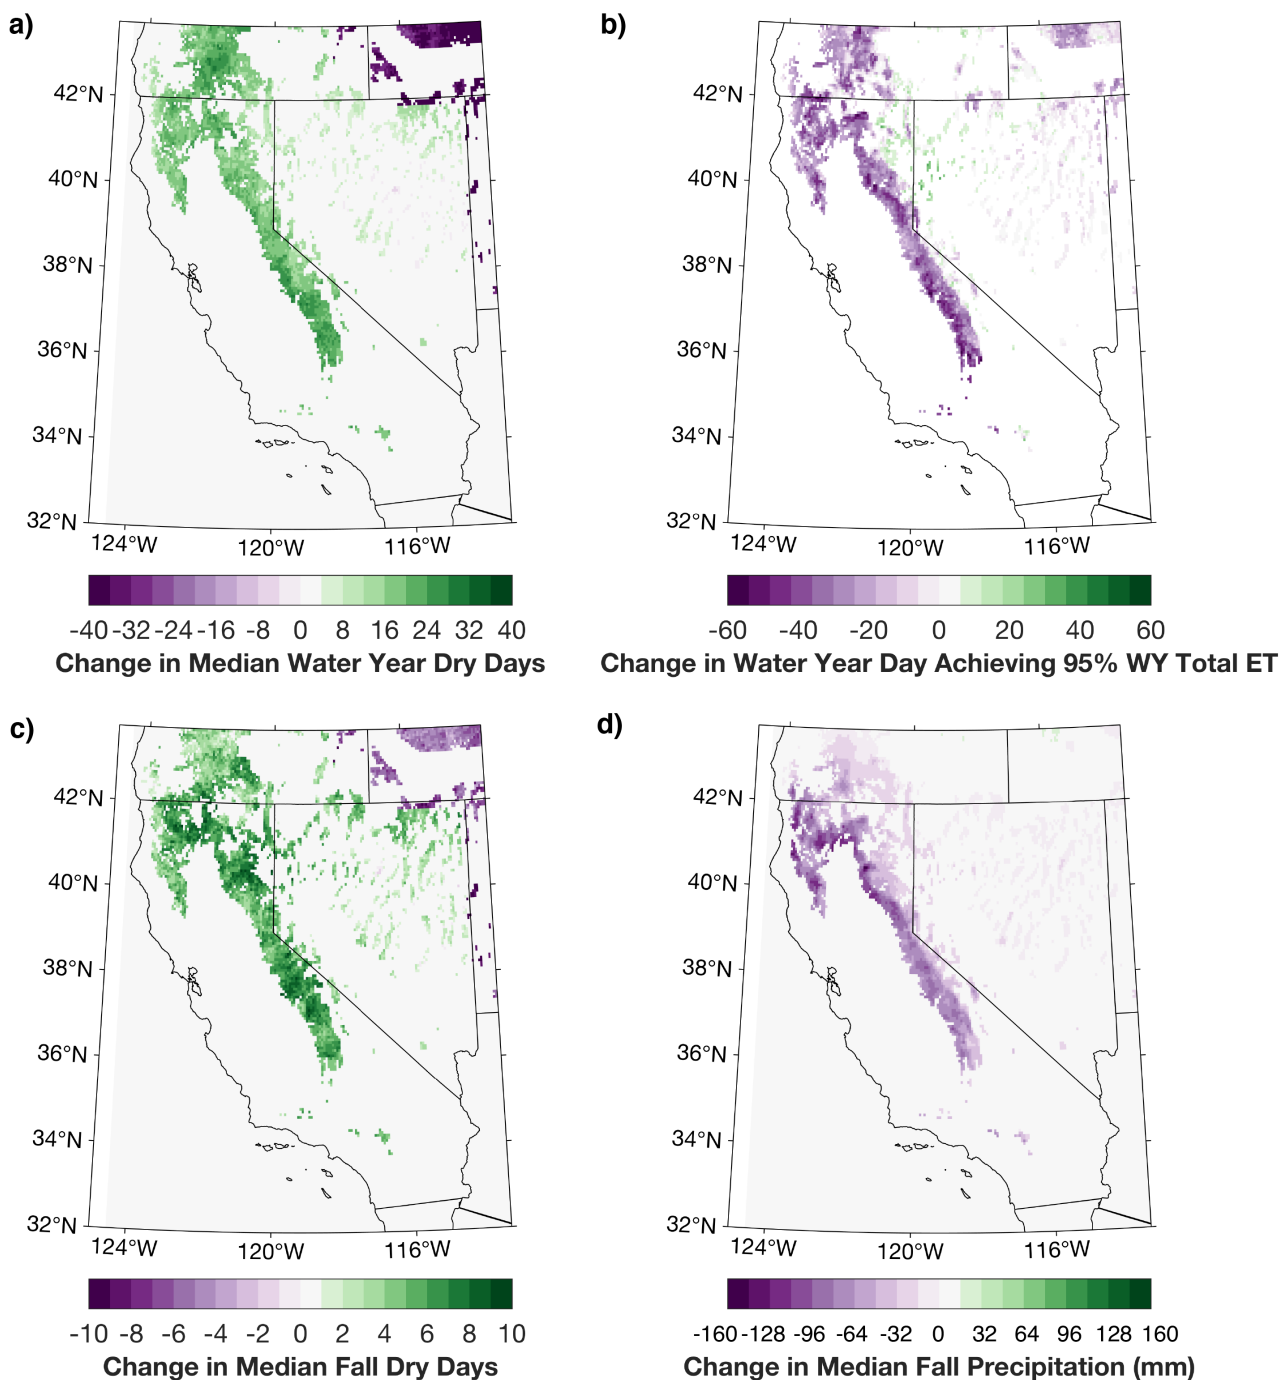 a)
42°N
40°N
38°N
36°N
34°N
32°N
124°W
120°W
116°W
-40 -32 -24 -16 -8 0 8 16 24 32 40
Change in Median Water Year Dry Days
b)
42°N
40°N
38°N
36°N
34°N
32°N
124°W
120°W
116°W
-60 -40 -20 0 20 40 60
Change in Water Year Day Achieving 95% WY Total ET
c)
42°N
40°N
38°N
36°N
34°N
32°N
124°W
120°W
116°W
-10 -8 -6 -4 -2 0 2 4 6 8 10
Change in Median Fall Dry Days
d)
42°N
40°N
38°N
36°N
34°N
32°N
124°W
120°W
116°W
-160 -128 -96 -64 -32 0 32 64 96 128 160
Change in Median Fall Precipitation (mm)